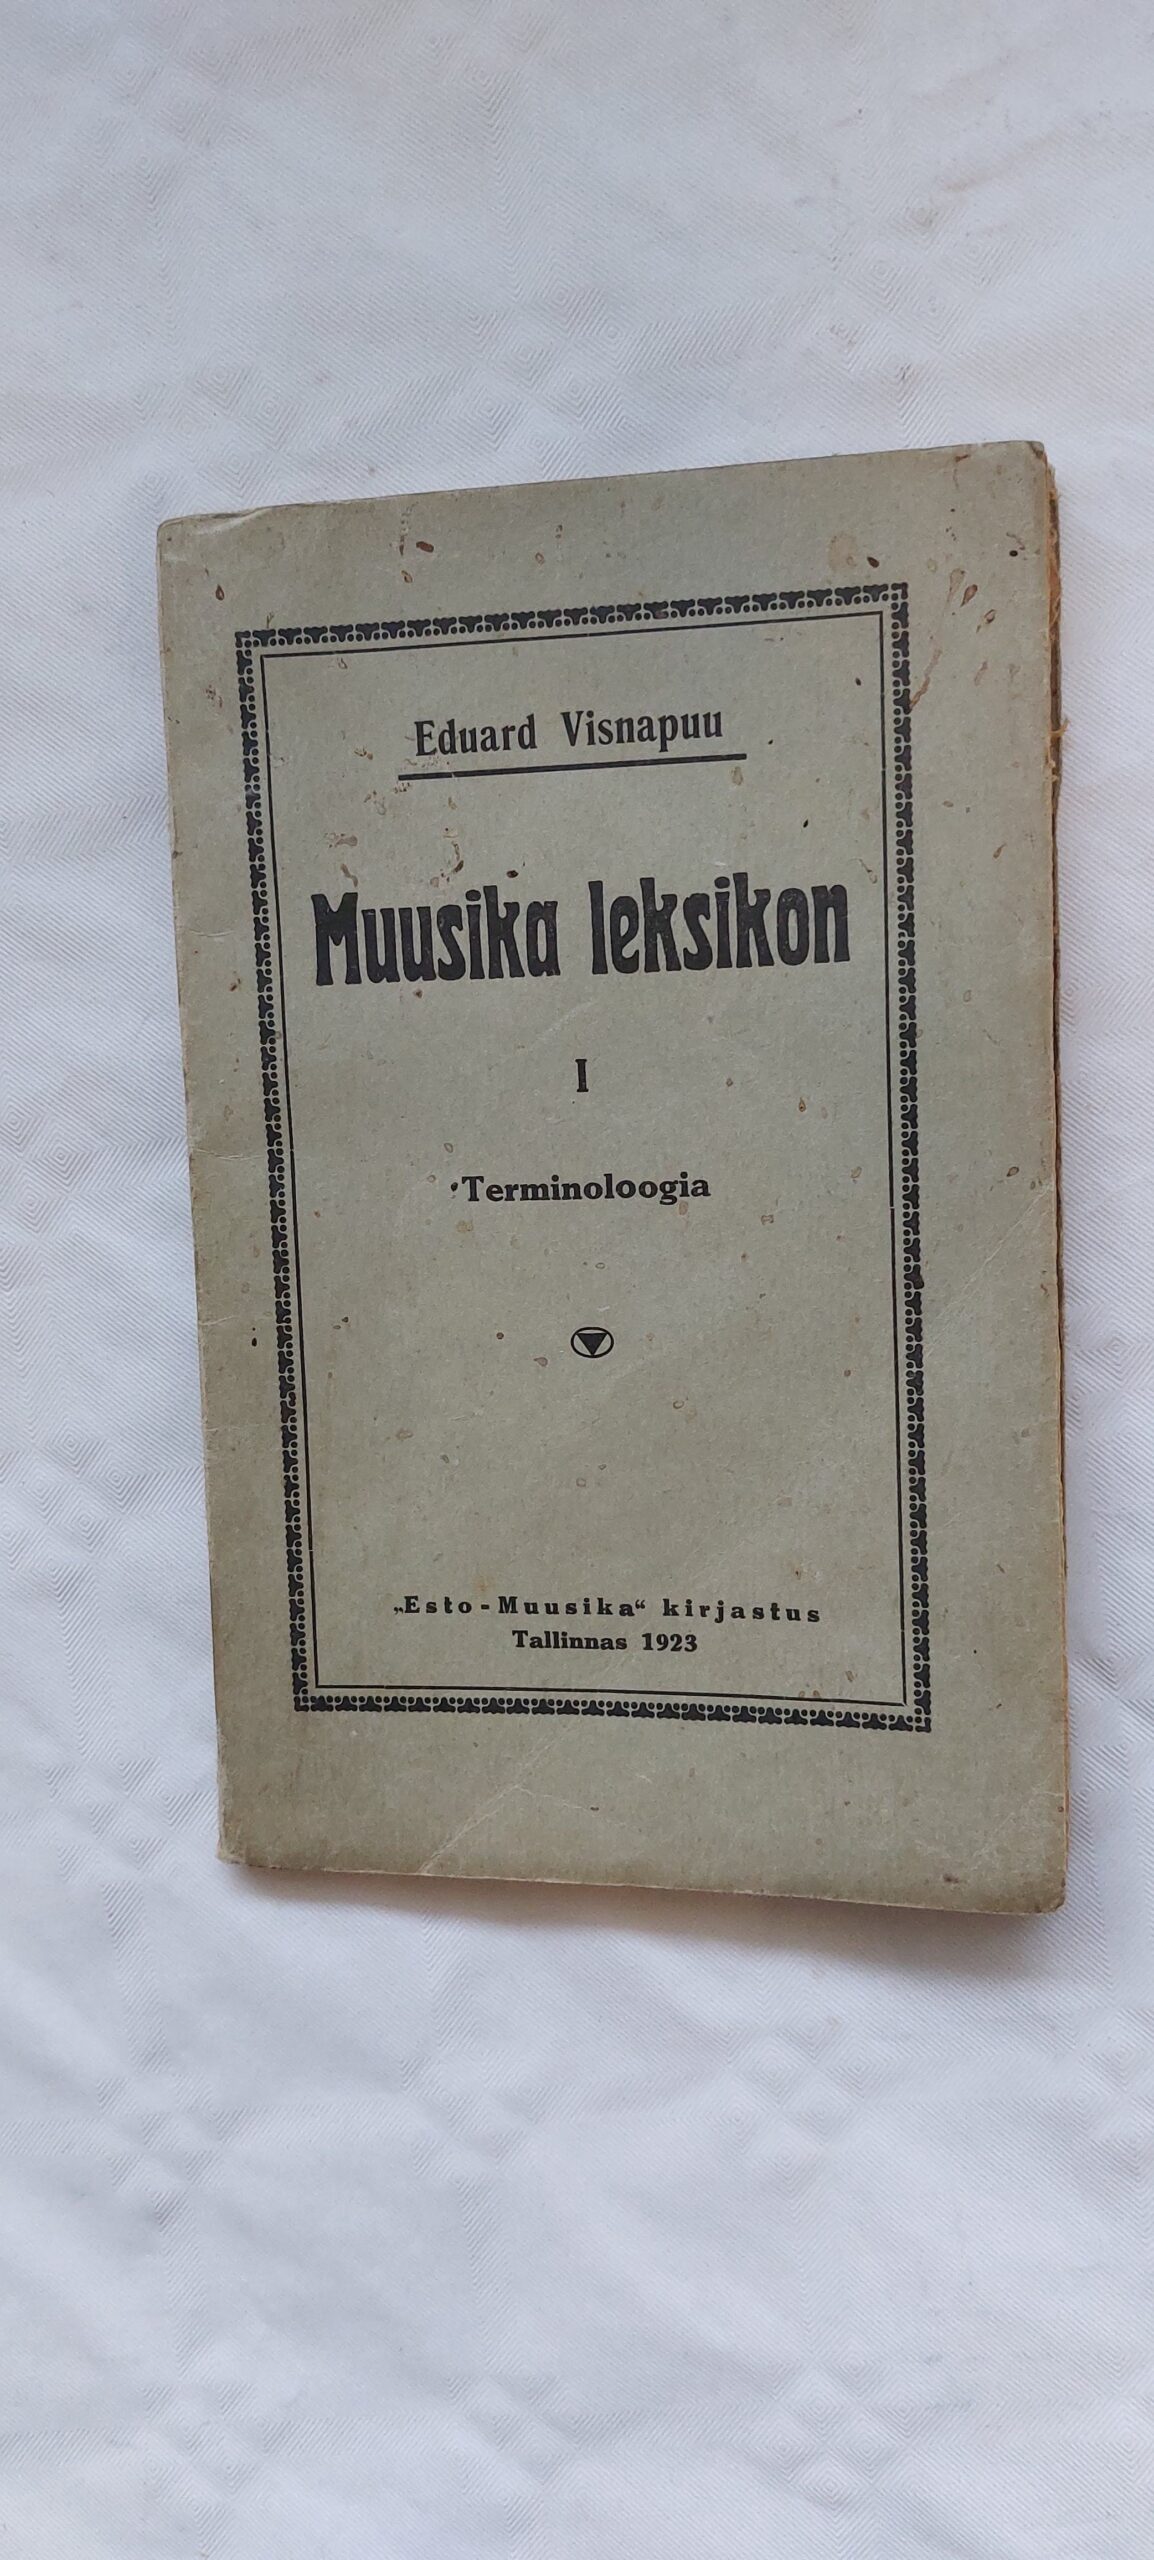 Eduard Visnapuu
Muusika leksikon
I
Terminoloogia
„Esto-Muusika“ kirjastus
Tallinnas 1923